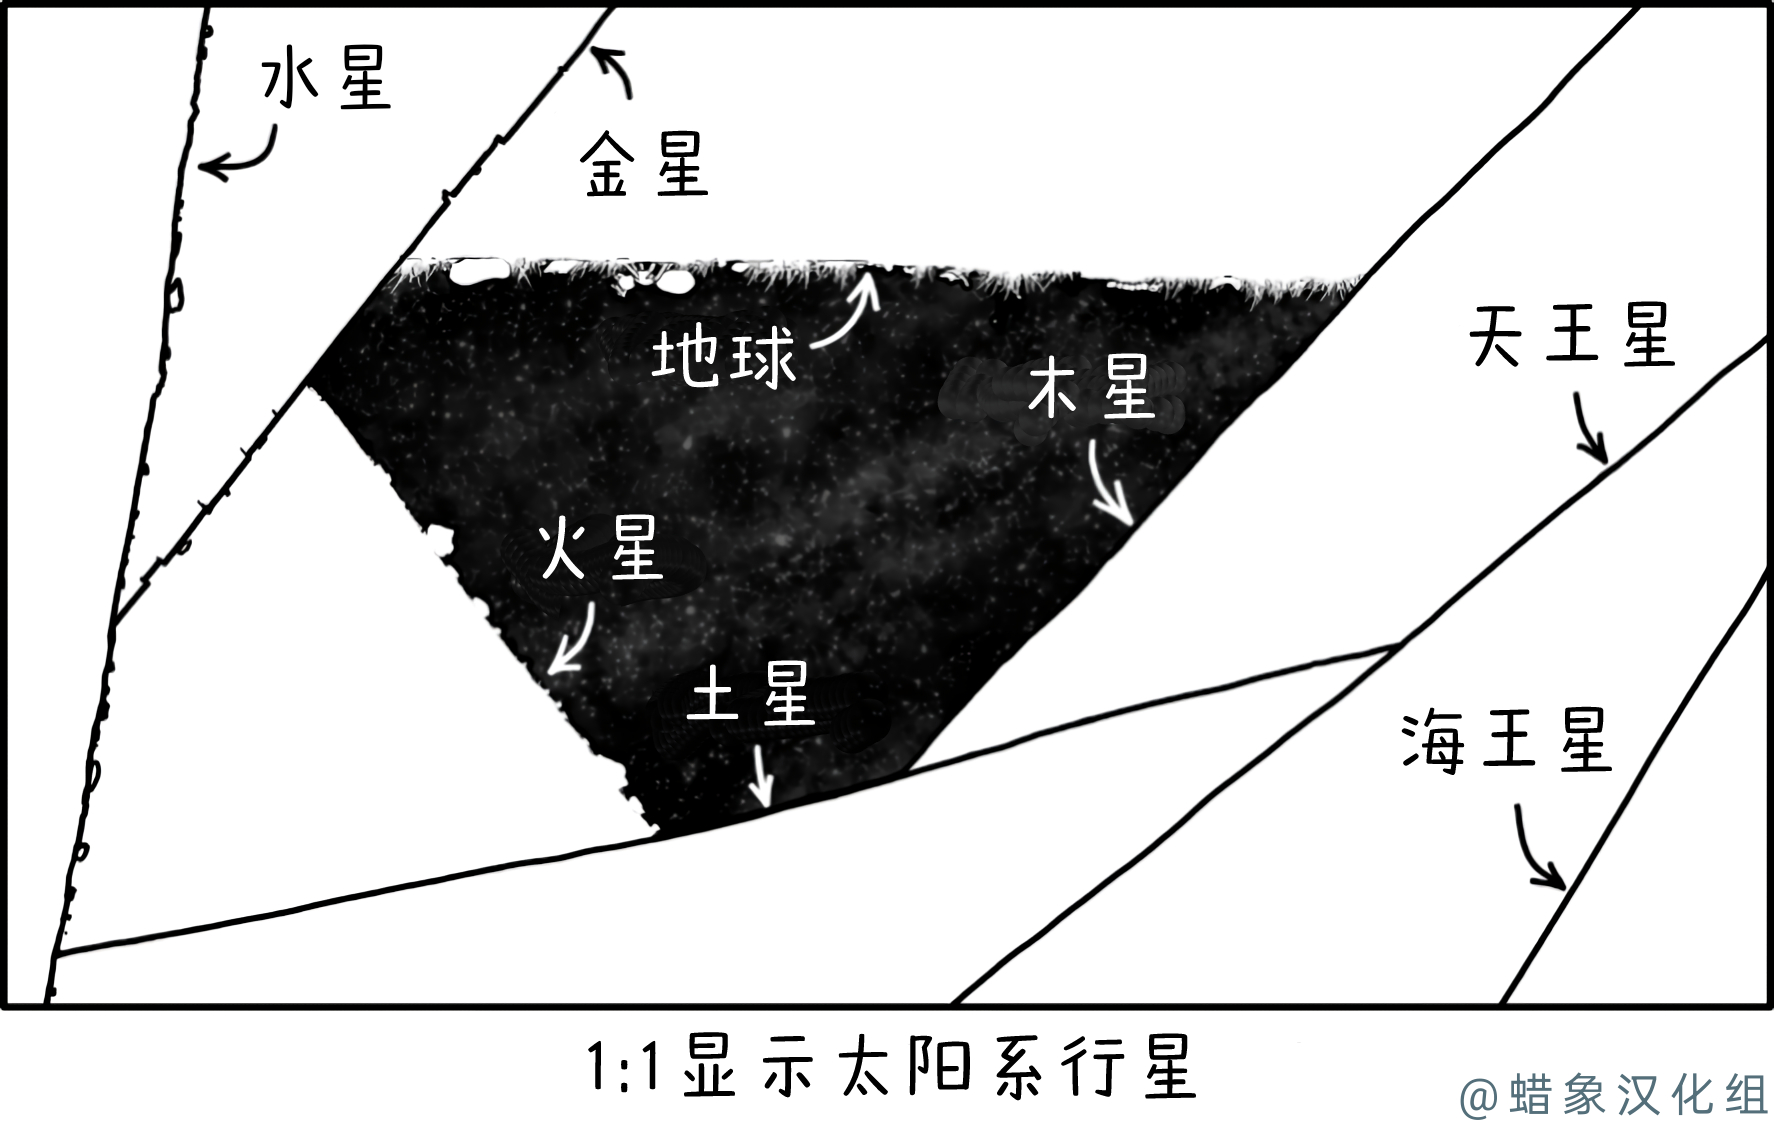 水星
金星
地球
木星
天王星
火星
土星
海王星
1:1显示太阳系行星
@蜡象汉化组